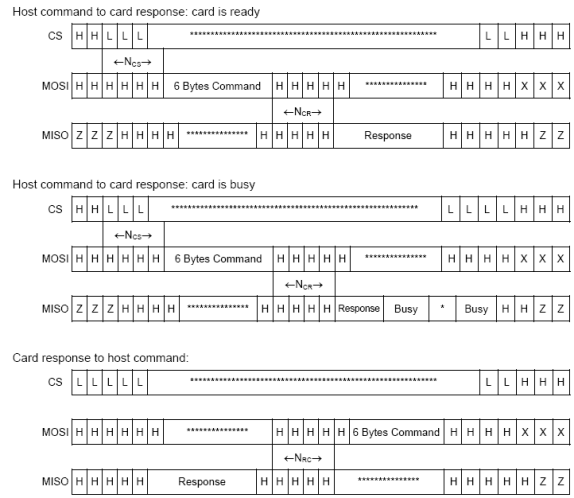 Host command to card response: card is ready
CS H H L L L ******************************************************** L L H H H
←NCS→
MOSI H H H H H H 6 Bytes Command H H H H H *************** H H H H X X X
←NCR→
MISO Z Z Z H H H H *************** H H H H H Response H H H H H Z Z
Host command to card response: card is busy
CS H H L L L ******************************************************** L L L L H H H
←NCS→
MOSI H H H H H H 6 Bytes Command H H H H H *************** H H H H X X X
←NCR→
MISO Z Z Z H H H H *************** H H H H H Response Busy * Busy H H Z Z
Card response to host command:
CS L L L L L ******************************************************** L L H H H
MOSI H H H H H H *************** H H H H H 6 Bytes Command H H H H X X X
←NRC→
MISO H H H H H H Response H H H H H *************** H H H H H Z Z